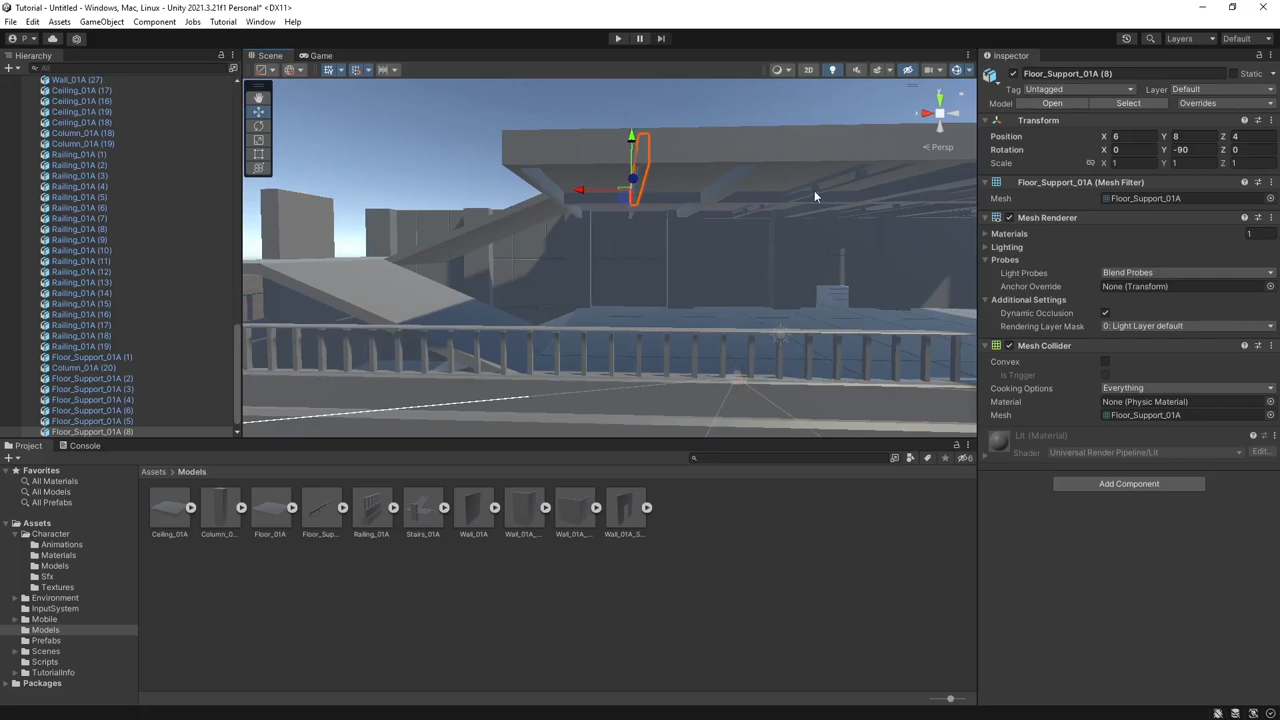 Tutorial - Untitled - Windows, Mac, Linux - Unity 2021.3.21f1 Personal* <DX11>
File Edit Assets GameObject Component Jobs Tutorial Window Help
P
Layers Default
Hierarchy
All
Wall_01A (27)
Ceiling_01A (17)
Ceiling_01A (16)
Ceiling_01A (19)
Ceiling_01A (18)
Column_01A (18)
Column_01A (19)
Railing_01A (1)
Railing_01A (2)
Railing_01A (3)
Railing_01A (4)
Railing_01A (5)
Railing_01A (6)
Railing_01A (7)
Railing_01A (8)
Railing_01A (9)
Railing_01A (10)
Railing_01A (11)
Railing_01A (12)
Railing_01A (13)
Railing_01A (14)
Railing_01A (15)
Railing_01A (16)
Railing_01A (17)
Railing_01A (18)
Railing_01A (19)
Floor_Support_01A (1)
Column_01A (20)
Floor_Support_01A (2)
Floor_Support_01A (3)
Floor_Support_01A (4)
Floor_Support_01A (6)
Floor_Support_01A (5)
Floor_Support_01A (8)
Scene Game
2D
y
x
Persp
Inspector
Floor_Support_01A (8) Static
Tag Untagged Layer Default
Model Open Select Overrides
Transform
Position X 6 Y 8 Z 4
Rotation X 0 Y -90 Z 0
Scale X 1 Y 1 Z 1
Floor_Support_01A (Mesh Filter)
Mesh Floor_Support_01A
Mesh Renderer
Materials 1
Lighting
Probes
Light Probes Blend Probes
Anchor Override None (Transform)
Additional Settings
Dynamic Occlusion
Rendering Layer Mask 0: Light Layer default
Mesh Collider
Convex
Is Trigger
Cooking Options Everything
Material None (Physic Material)
Mesh Floor_Support_01A
Lit (Material)
Shader Universal Render Pipeline/Lit Edit...
Add Component
Project Console
6
Favorites
All Materials
All Models
All Prefabs
Assets
Character
Animations
Materials
Models
Sfx
Textures
Environment
InputSystem
Mobile
Models
Prefabs
Scenes
Scripts
TutorialInfo
Packages
Assets Models
Ceiling_01A Column_0... Floor_01A Floor_Sup... Railing_01A Stairs_01A Wall_01A Wall_01A_... Wall_01A_... Wall_01A_S...